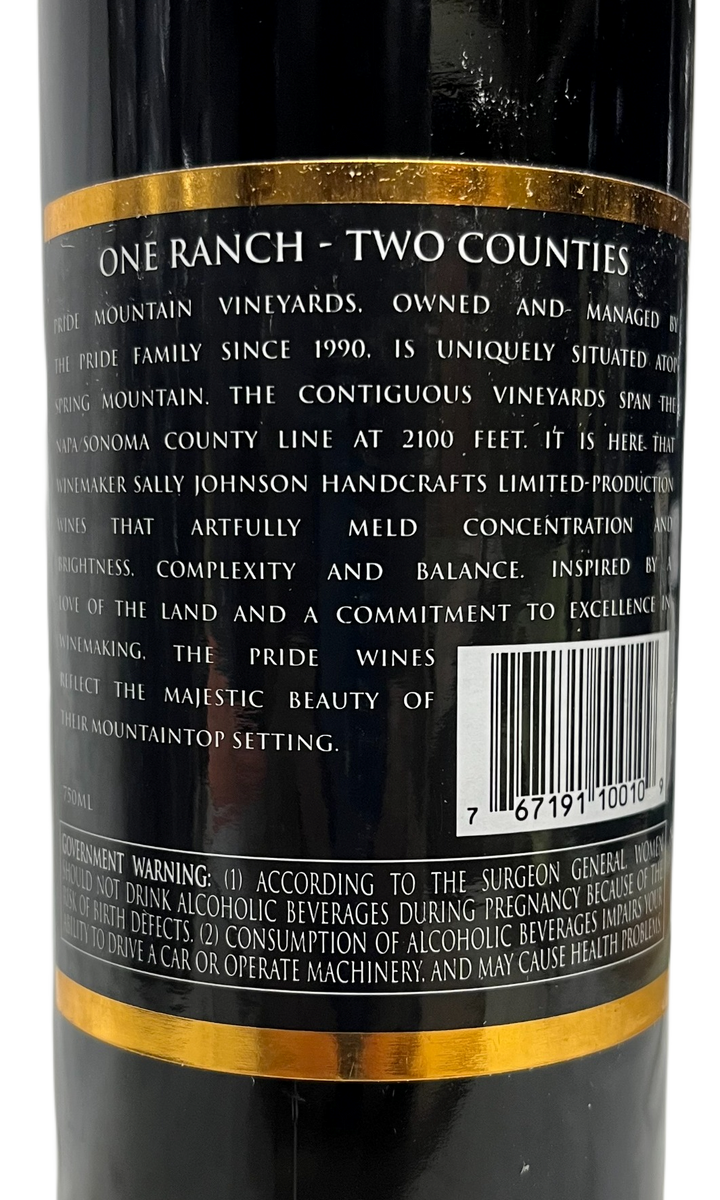 ONE RANCH - TWO COUNTIES
PRIDE MOUNTAIN VINEYARDS, OWNED AND MANAGED BY
THE PRIDE FAMILY SINCE 1990, IS UNIQUELY SITUATED ATOP
SPRING MOUNTAIN. THE CONTIGUOUS VINEYARDS SPAN THE
NAPA/SONOMA COUNTY LINE AT 2100 FEET. IT IS HERE THAT
WINEMAKER SALLY JOHNSON HANDCRAFTS LIMITED-PRODUCTION
WINES THAT ARTFULLY MELD CONCENTRATION AND
BRIGHTNESS, COMPLEXITY AND BALANCE. INSPIRED BY A
LOVE OF THE LAND AND A COMMITMENT TO EXCELLENCE IN
WINEMAKING, THE PRIDE WINES
REFLECT THE MAJESTIC BEAUTY OF
THEIR MOUNTAINTOP SETTING.
7 67191 10010 9
750ML
GOVERNMENT WARNING: (1) ACCORDING TO THE SURGEON GENERAL, WOMEN
SHOULD NOT DRINK ALCOHOLIC BEVERAGES DURING PREGNANCY BECAUSE OF THE
RISK OF BIRTH DEFECTS. (2) CONSUMPTION OF ALCOHOLIC BEVERAGES IMPAIRS YOUR
ABILITY TO DRIVE A CAR OR OPERATE MACHINERY, AND MAY CAUSE HEALTH PROBLEMS.